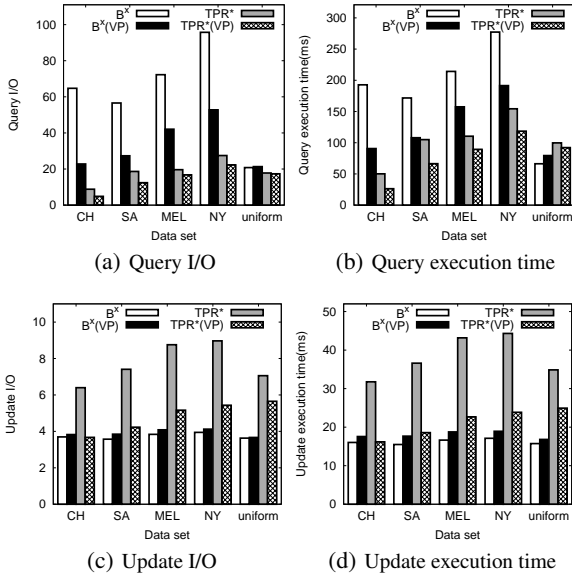 B^x TPR*
B^x(VP) TPR*(VP)
100
80
60
40
20
0
Query I/O
CH SA MEL NY uniform
Data set
(a) Query I/O
B^x TPR*
B^x(VP) TPR*(VP)
300
250
200
150
100
50
0
Query execution time(ms)
CH SA MEL NY uniform
Data set
(b) Query execution time
B^x TPR*
B^x(VP) TPR*(VP)
10
8
6
4
2
0
Update I/O
CH SA MEL NY uniform
Data set
(c) Update I/O
B^x TPR*
B^x(VP) TPR*(VP)
50
40
30
20
10
0
Update execution time(ms)
CH SA MEL NY uniform
Data set
(d) Update execution time